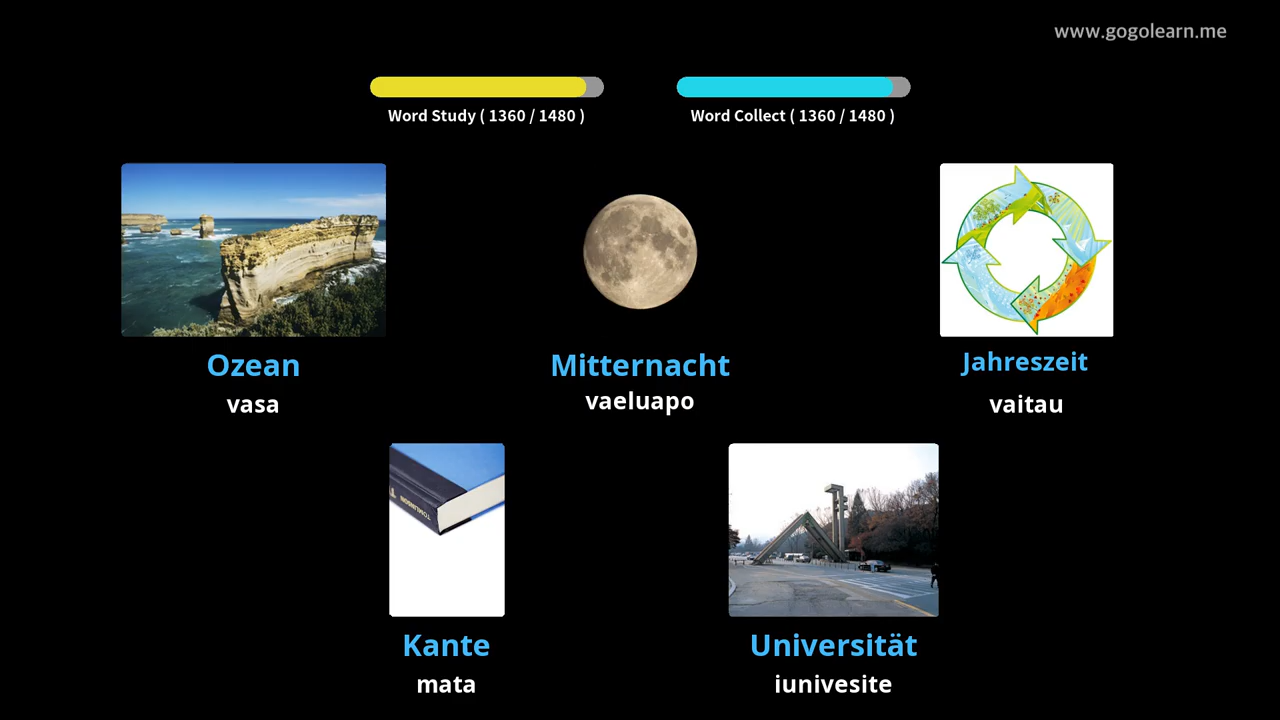 www.gogolearn.me
Word Study ( 1360 / 1480 )
Word Collect ( 1360 / 1480 )
Ozean
Mitternacht
Jahreszeit
vasa
vaeluapo
vaitau
TOMLINSON
Kante
Universität
mata
iunivesite